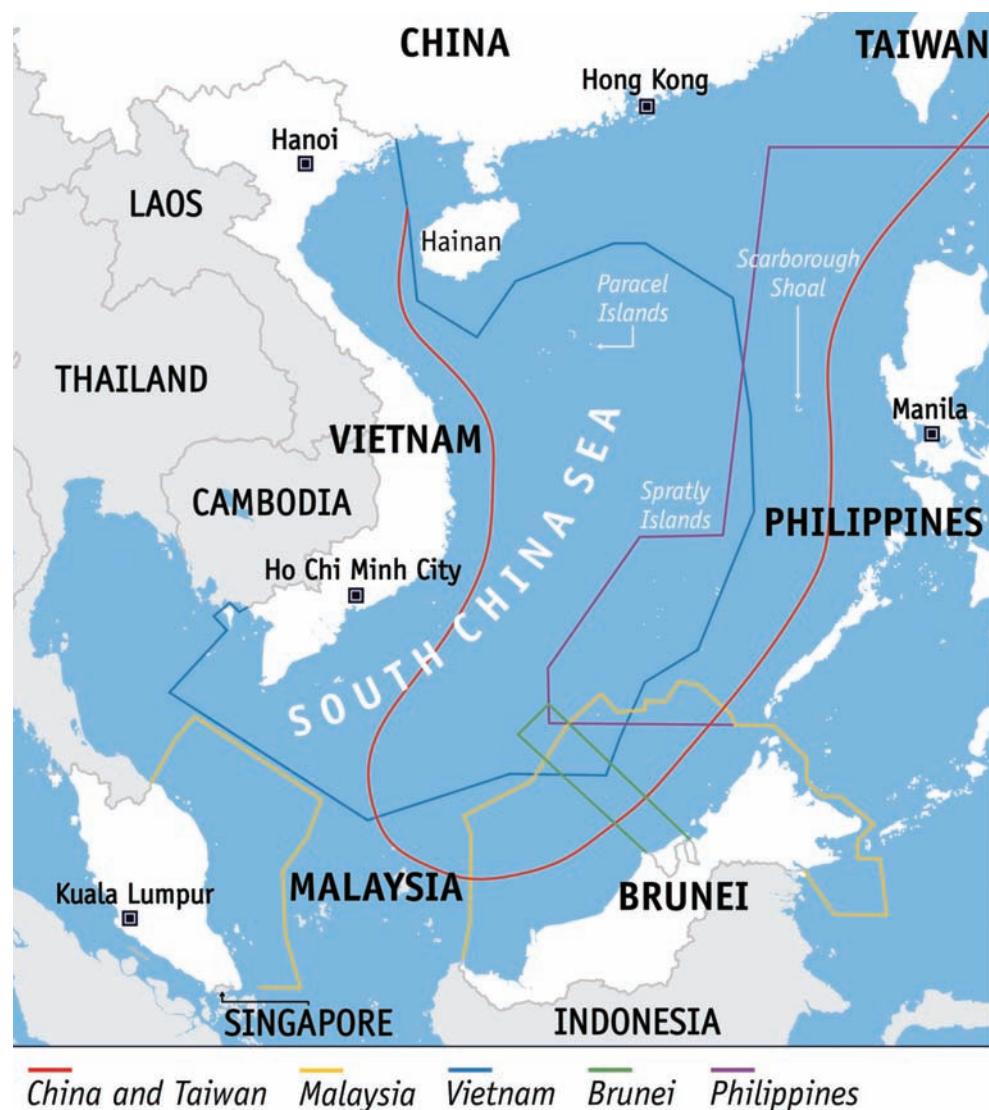 CHINA
TAIWAN
Hong Kong
Hanoi
LAOS
Hainan
Paracel
Islands
Scarborough
Shoal
THAILAND
VIETNAM
Manila
CAMBODIA
Spratly
Islands
PHILIPPINES
Ho Chi Minh City
SOUTH CHINA SEA
Kuala Lumpur
MALAYSIA
BRUNEI
SINGAPORE
INDONESIA
China and Taiwan Malaysia Vietnam Brunei Philippines